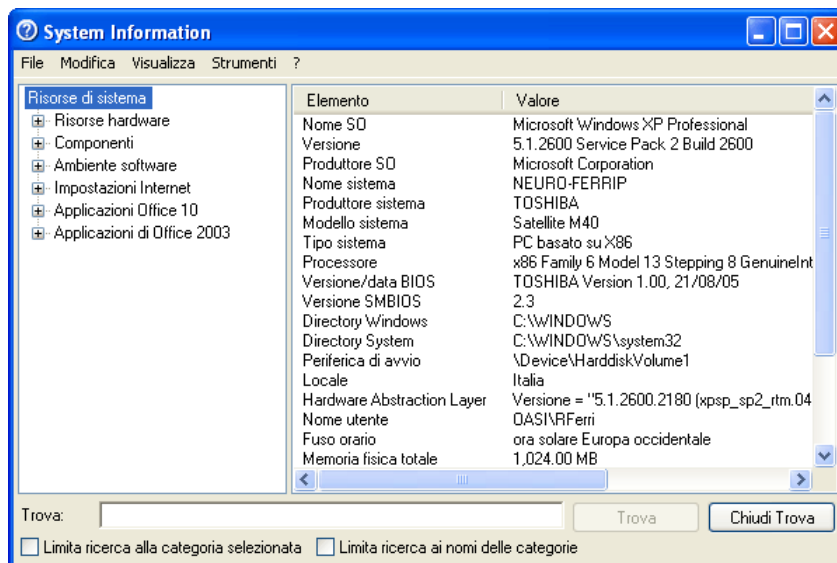 System Information
File Modifica Visualizza Strumenti ?
Risorse di sistema
Risorse hardware
Componenti
Ambiente software
Impostazioni Internet
Applicazioni Office 10
Applicazioni di Office 2003
Elemento Valore
Nome SO Microsoft Windows XP Professional
Versione 5.1.2600 Service Pack 2 Build 2600
Produttore SO Microsoft Corporation
Nome sistema NEURO-FERRIP
Produttore sistema TOSHIBA
Modello sistema Satellite M40
Tipo sistema PC basato su X86
Processore x86 Family 6 Model 13 Stepping 8 GenuineInt
Versione/data BIOS TOSHIBA Version 1.00, 21/08/05
Versione SMBIOS 2.3
Directory Windows C:\WINDOWS
Directory System C:\WINDOWS\system32
Periferica di avvio \Device\HarddiskVolume1
Locale Italia
Hardware Abstraction Layer Versione = "5.1.2600.2180 (xpsp_sp2_rtm.04
Nome utente OASI\RFerri
Fuso orario ora solare Europa occidentale
Memoria fisica totale 1,024.00 MB
Trova: Trova Chiudi Trova
Limita ricerca alla categoria selezionata Limita ricerca ai nomi delle categorie